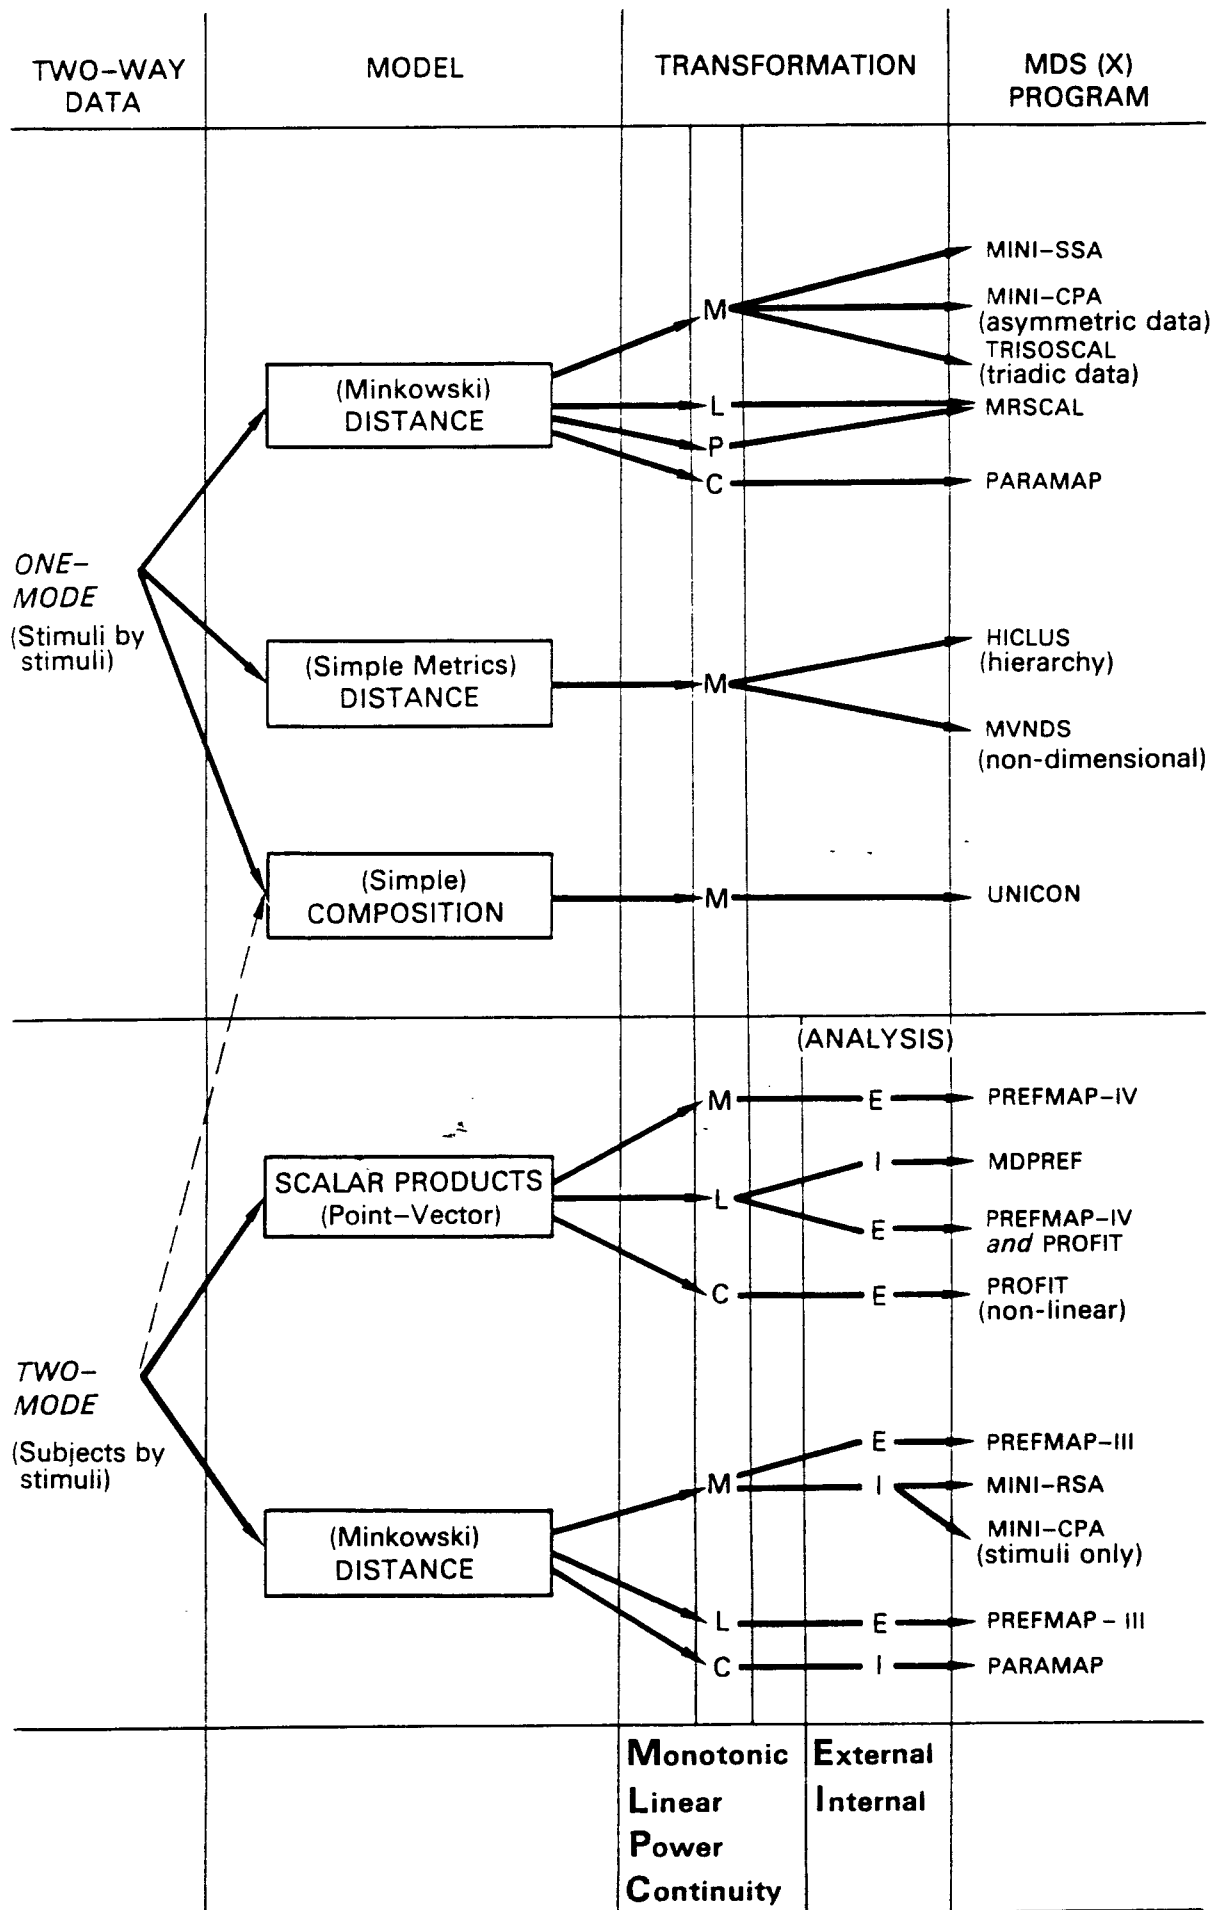 TWO-WAY
DATA
MODEL
TRANSFORMATION
MDS (X)
PROGRAM
ONE-
MODE
(Stimuli by
stimuli)
(Minkowski)
DISTANCE
M
L
P
C
MINI-SSA
MINI-CPA
(asymmetric data)
TRISOSCAL
(triadic data)
MRSCAL
PARAMAP
(Simple Metrics)
DISTANCE
M
HICLUS
(hierarchy)
MVNDS
(non-dimensional)
(Simple)
COMPOSITION
M
UNICON
(ANALYSIS)
TWO-
MODE
(Subjects by
stimuli)
SCALAR PRODUCTS
(Point-Vector)
M E PREFMAP-IV
I MDPREF
L
E PREFMAP-IV
and PROFIT
C E PROFIT
(non-linear)
(Minkowski)
DISTANCE
E PREFMAP-III
M I MINI-RSA
MINI-CPA
(stimuli only)
L E PREFMAP-III
C I PARAMAP
Monotonic
Linear
Power
Continuity
External
Internal